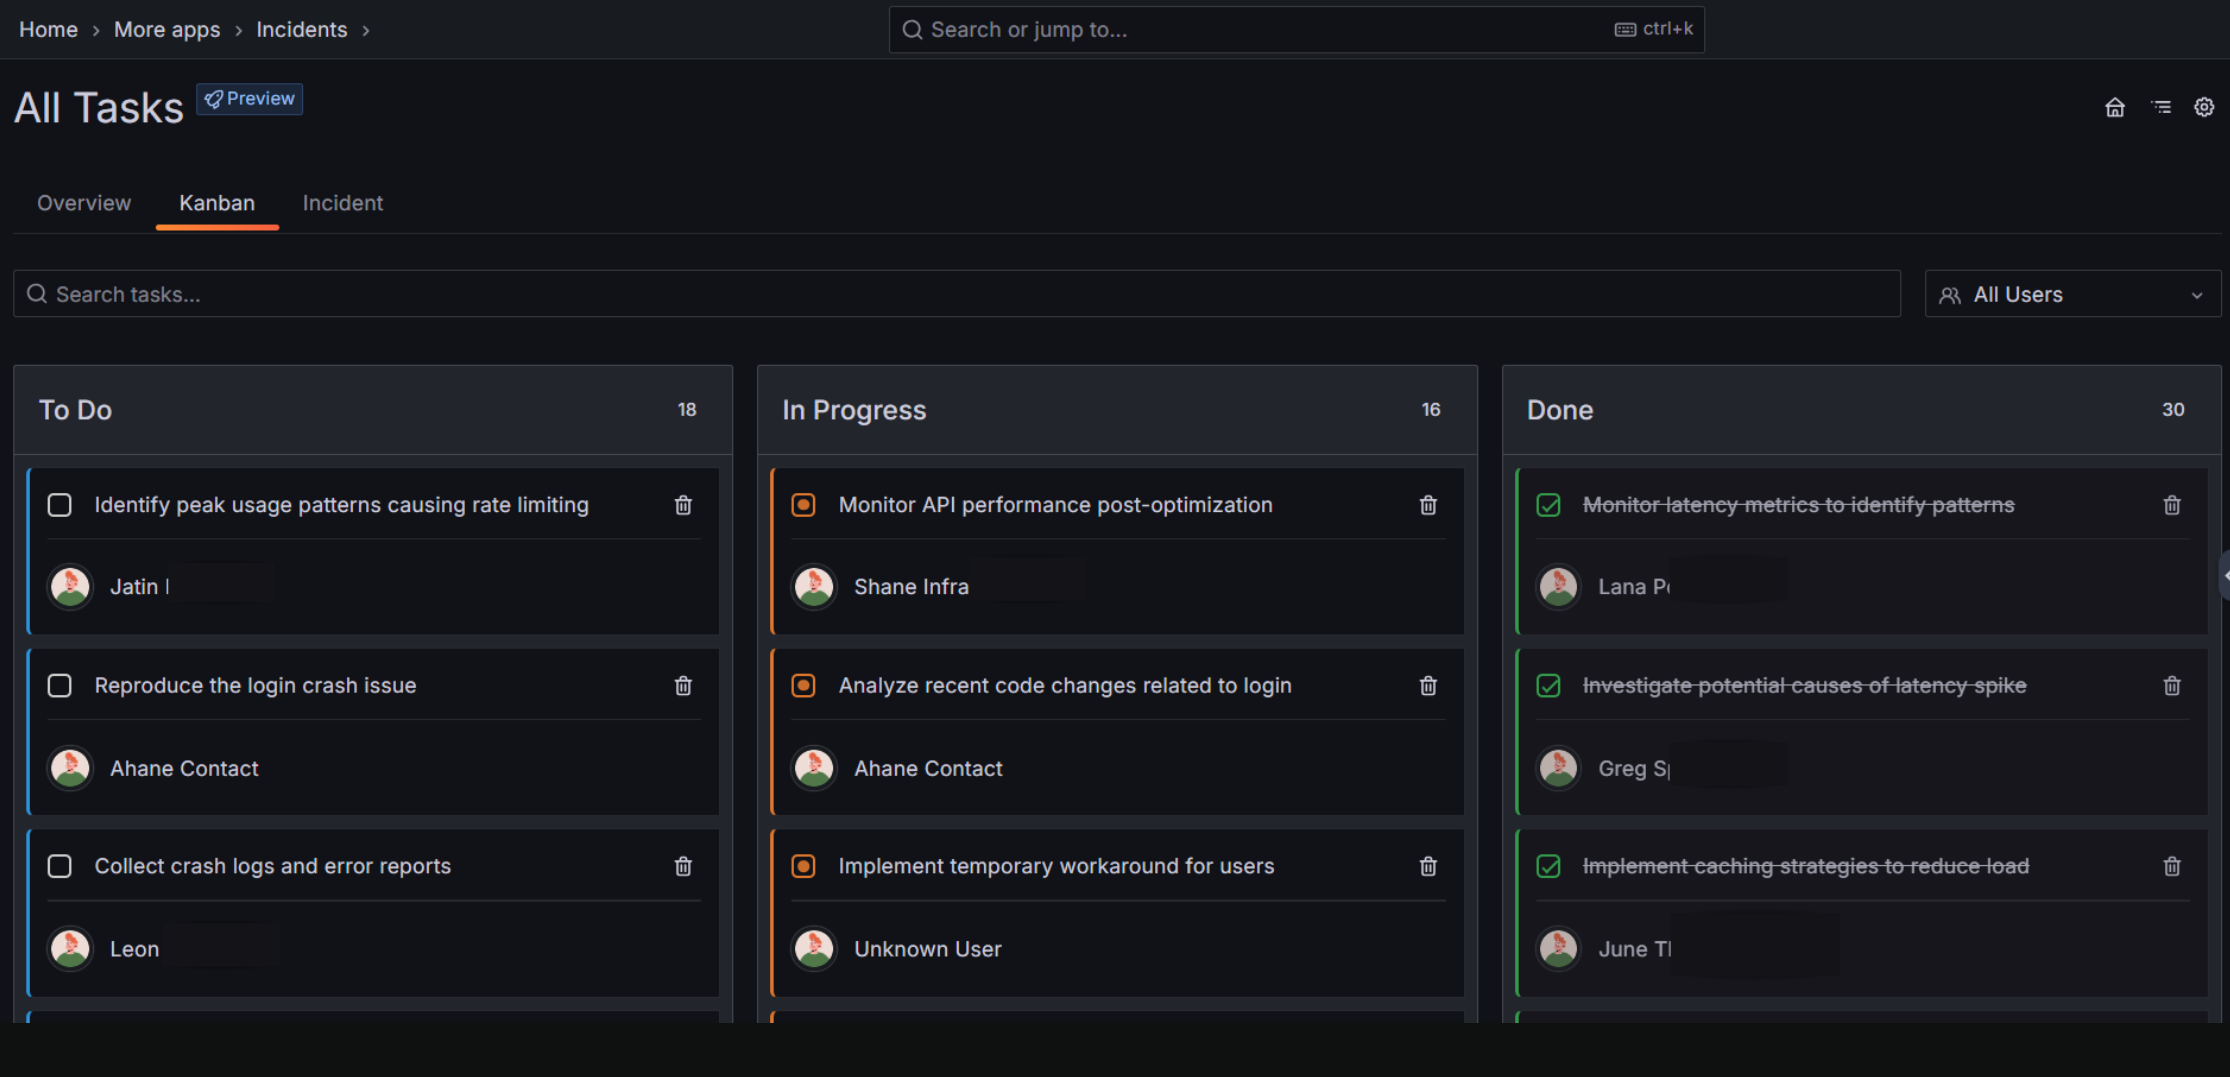 Home > More apps > Incidents >
Search or jump to...
ctrl+k
All Tasks
Preview
Overview
Kanban
Incident
Search tasks...
All Users
To Do
18
Identify peak usage patterns causing rate limiting
Jatin
Reproduce the login crash issue
Ahane Contact
Collect crash logs and error reports
Leon
In Progress
16
Monitor API performance post-optimization
Shane Infra
Analyze recent code changes related to login
Ahane Contact
Implement temporary workaround for users
Unknown User
Done
30
Monitor latency metrics to identify patterns
Lana
Investigate potential causes of latency spike
Greg
Implement caching strategies to reduce load
June